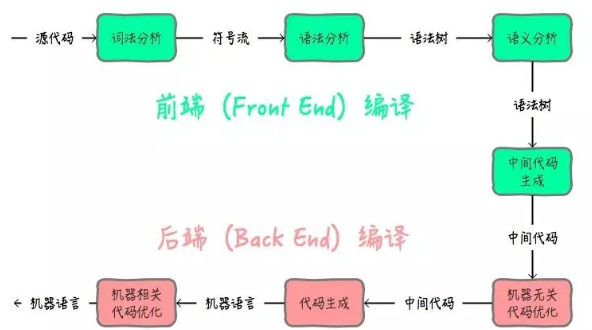 源代码
词法分析
符号流
语法分析
语法树
语义分析
前端（Front End）编译
语法树
中间代码
生成
后端（Back End）编译
中间代码
机器语言
机器相关
代码优化
机器语言
代码生成
中间代码
机器无关
代码优化